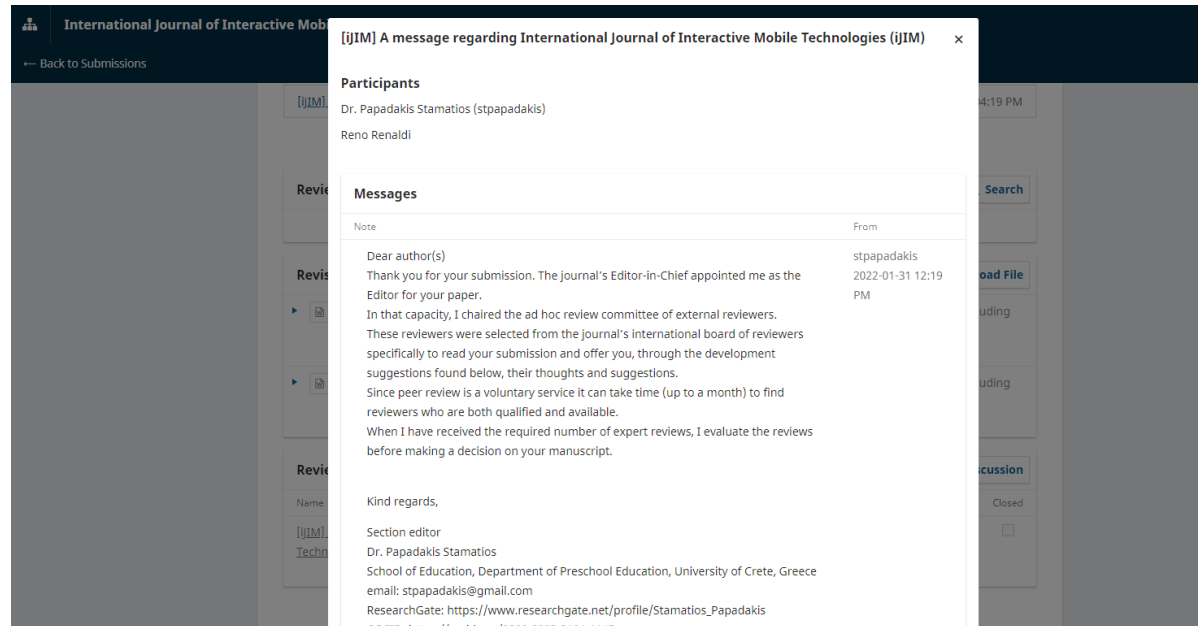 International Journal of Interactive Mobi
← Back to Submissions
[iJIM] A message regarding International Journal of Interactive Mobile Technologies (iJIM)
×
Participants
Dr. Papadakis Stamatios (stpapadakis)
Reno Renaldi
[iJIM]
4:19 PM
Revie
Search
Messages
Note
From
Dear author(s)
stpapadakis
Thank you for your submission. The journal's Editor-in-Chief appointed me as the
2022-01-31 12:19
Editor for your paper.
PM
In that capacity, I chaired the ad hoc review committee of external reviewers.
These reviewers were selected from the journal's international board of reviewers
specifically to read your submission and offer you, through the development
suggestions found below, their thoughts and suggestions.
Since peer review is a voluntary service it can take time (up to a month) to find
reviewers who are both qualified and available.
When I have received the required number of expert reviews, I evaluate the reviews
before making a decision on your manuscript.
Revis
oad File
uding
uding
Revie
cussion
Name
Closed
[iJIM]
Techn
Kind regards,
Section editor
Dr. Papadakis Stamatios
School of Education, Department of Preschool Education, University of Crete, Greece
email: stpapadakis@gmail.com
ResearchGate: https://www.researchgate.net/profile/Stamatios_Papadakis